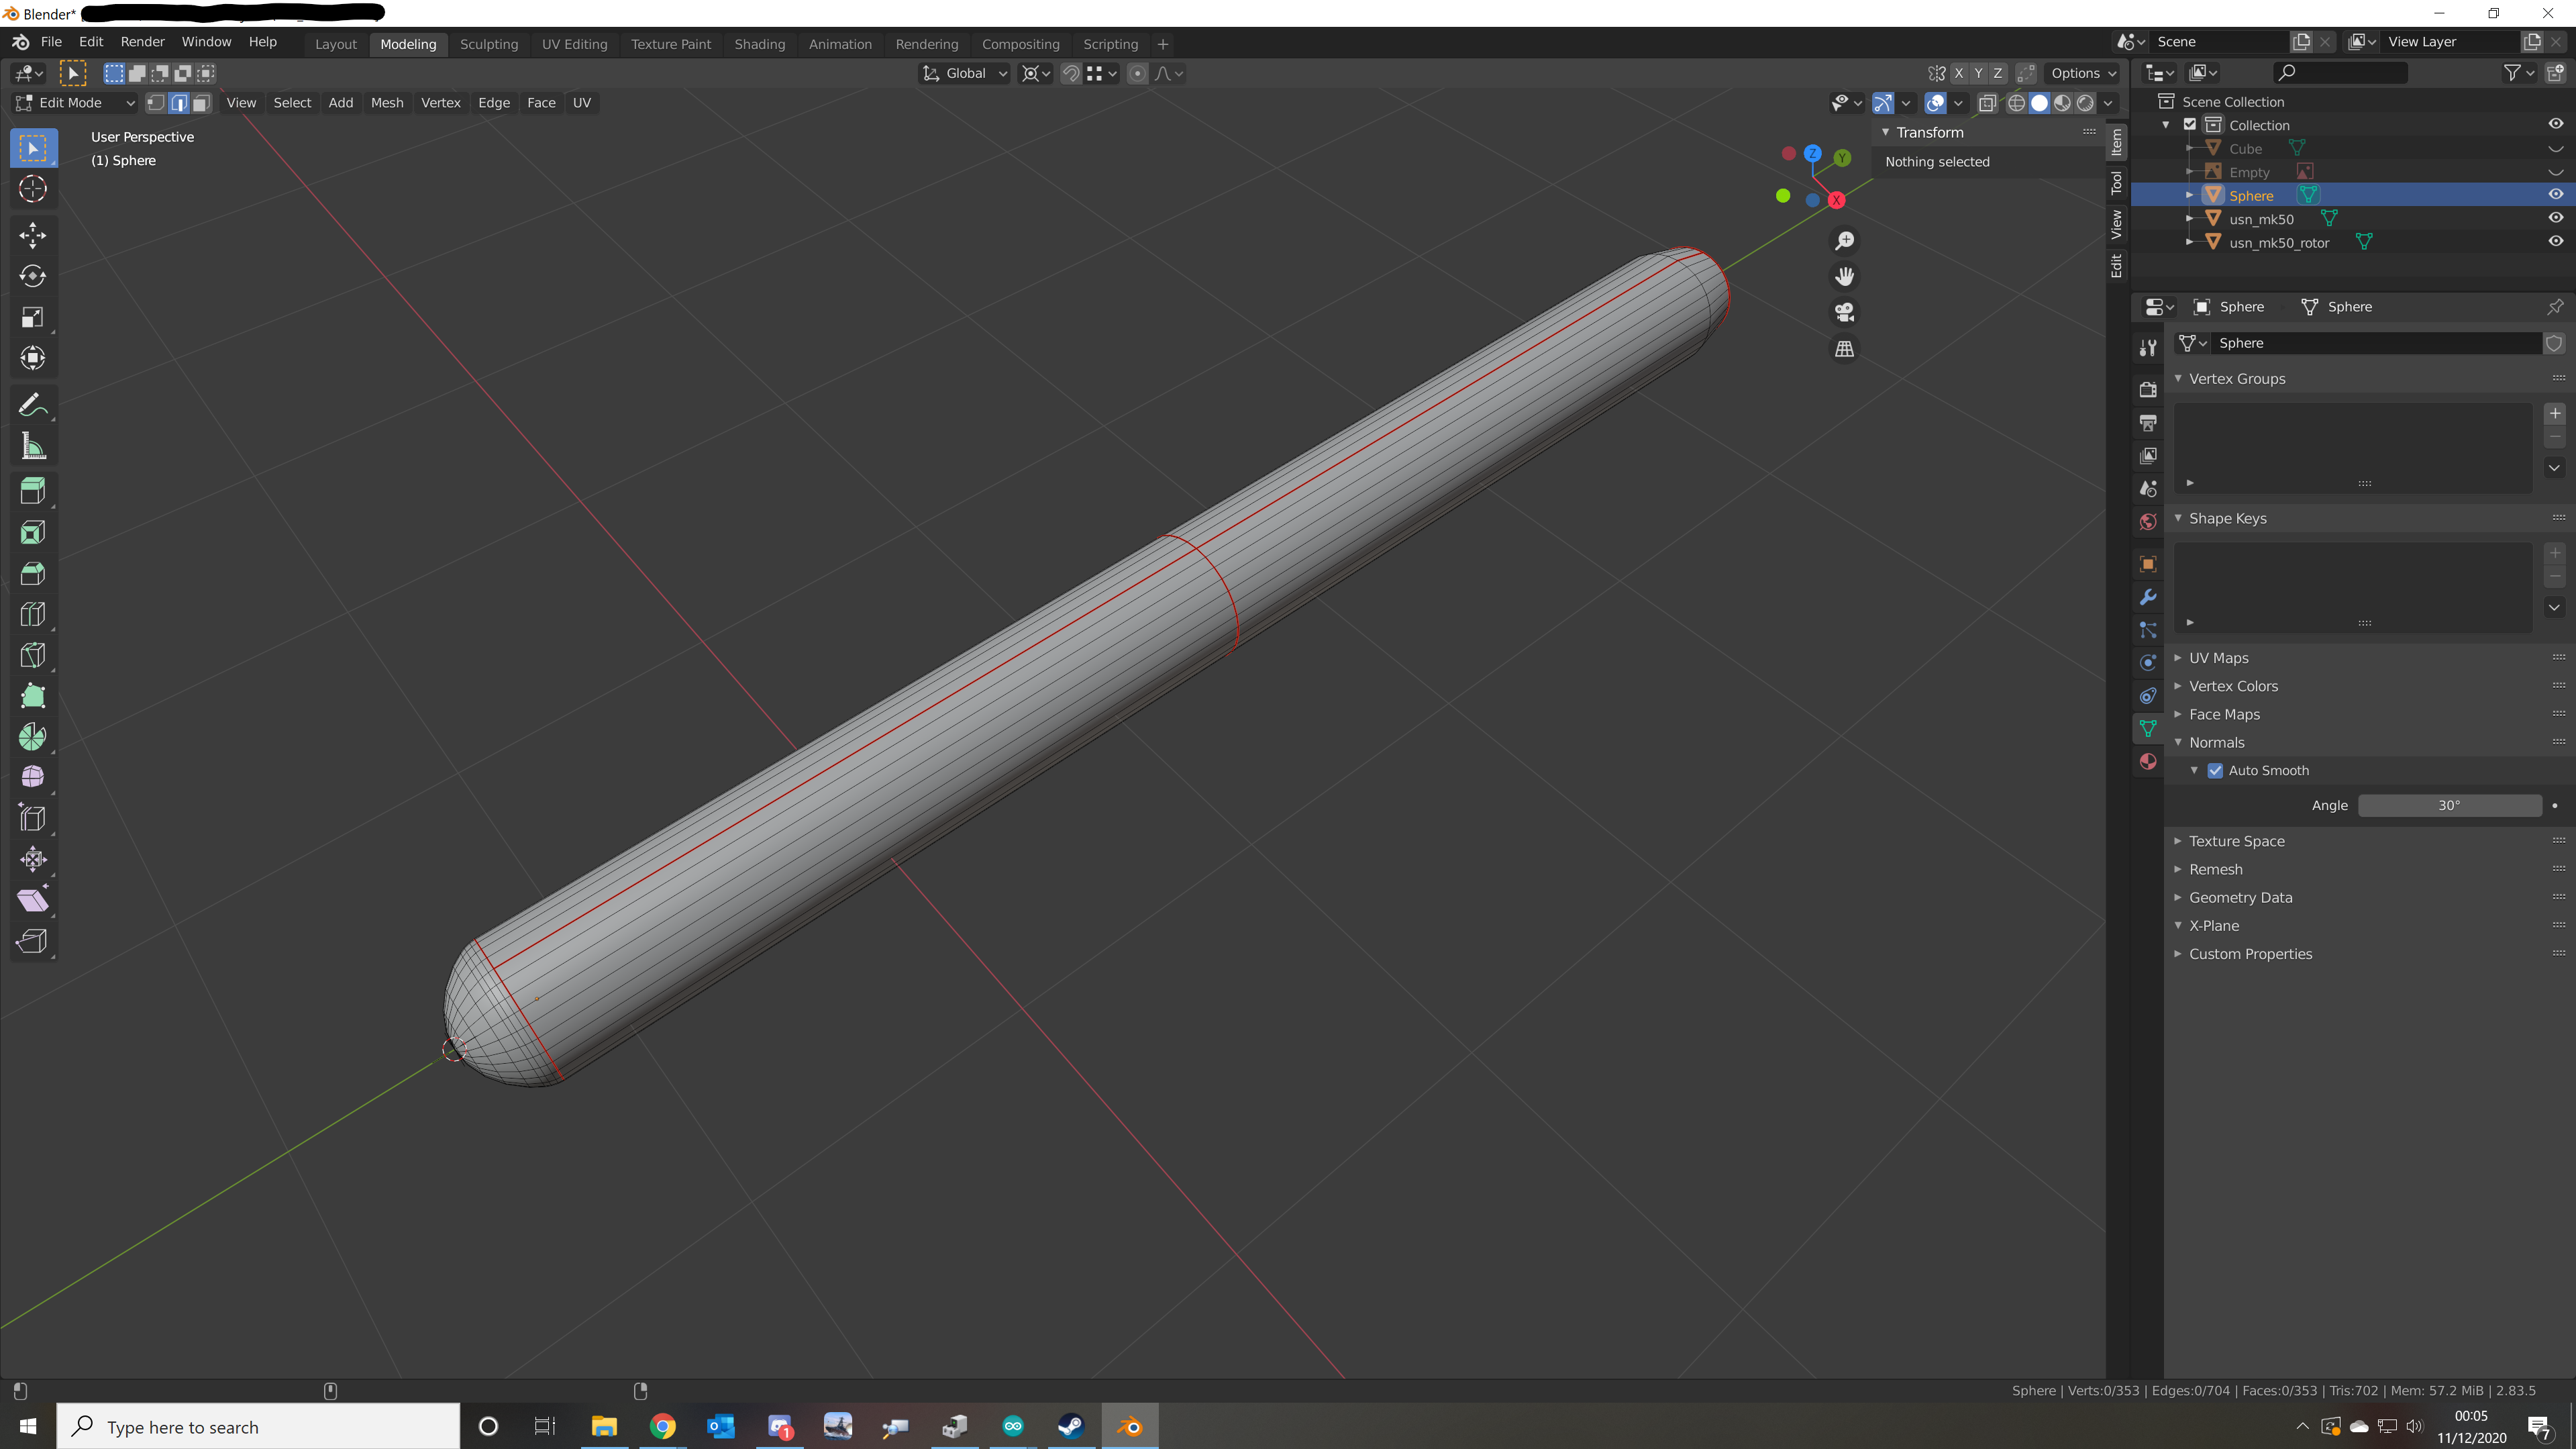 Blender*
File Edit Render Window Help Layout Modeling Sculpting UV Editing Texture Paint Shading Animation Rendering Compositing Scripting + Scene View Layer
Global X Y Z Options
Edit Mode View Select Add Mesh Vertex Edge Face UV
User Perspective
(1) Sphere
Transform
Nothing selected
Z
Y
X
Item
Tool
View
Edit
Scene Collection
Collection
Cube
Empty
Sphere
usn_mk50
usn_mk50_rotor
Sphere Sphere
Sphere
Vertex Groups
Shape Keys
UV Maps
Vertex Colors
Face Maps
Normals
Auto Smooth
Angle 30°
Texture Space
Remesh
Geometry Data
X-Plane
Custom Properties
Sphere | Verts:0/353 | Edges:0/704 | Faces:0/353 | Tris:702 | Mem: 57.2 MiB | 2.83.5
Type here to search
1
00:05
11/12/2020
7